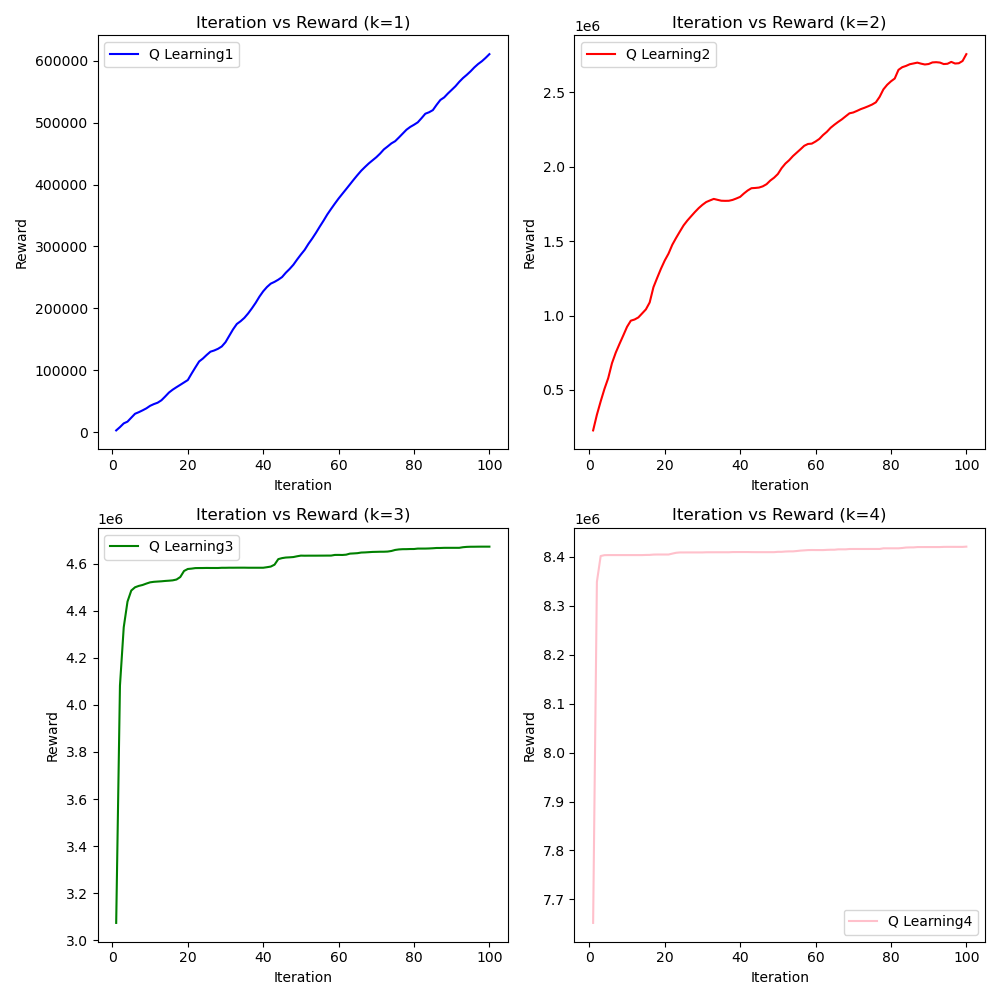 Iteration vs Reward (k=1)
Q Learning1
600000
500000
400000
300000
200000
100000
0
Reward
0 20 40 60 80 100
Iteration
Iteration vs Reward (k=2)
1e6
Q Learning2
2.5
2.0
1.5
1.0
0.5
Reward
0 20 40 60 80 100
Iteration
Iteration vs Reward (k=3)
1e6
Q Learning3
4.6
4.4
4.2
4.0
3.8
3.6
3.4
3.2
3.0
Reward
0 20 40 60 80 100
Iteration
Iteration vs Reward (k=4)
1e6
8.4
8.3
8.2
8.1
8.0
7.9
7.8
7.7
Reward
Q Learning4
0 20 40 60 80 100
Iteration